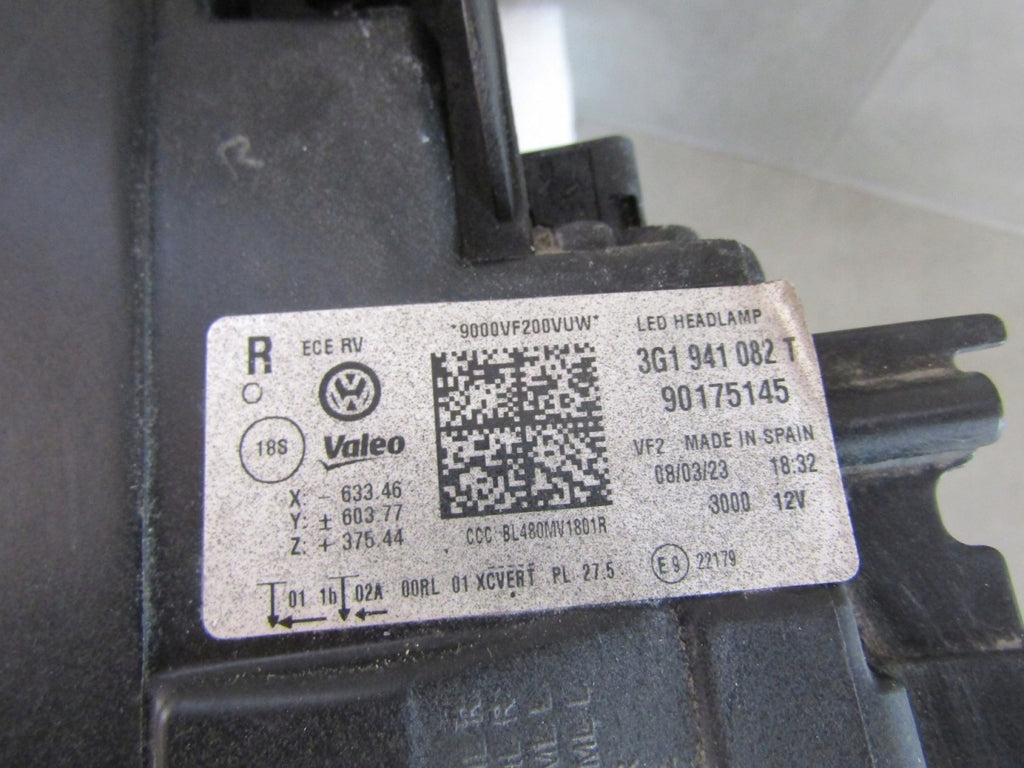 R
R
ECE RV
VW
18S
Valeo
X - 633.46
Y: ± 603.77
Z: + 375.44
*9000VF200VUW*
CCC BL480MV1801R
LED HEADLAMP
3G1 941 082 T
90175145
VF2 MADE IN SPAIN
08/03/23 18:32
3000 12V
01 1b 02A 00RL 01 XCVERT PL 27.5
E9 22179